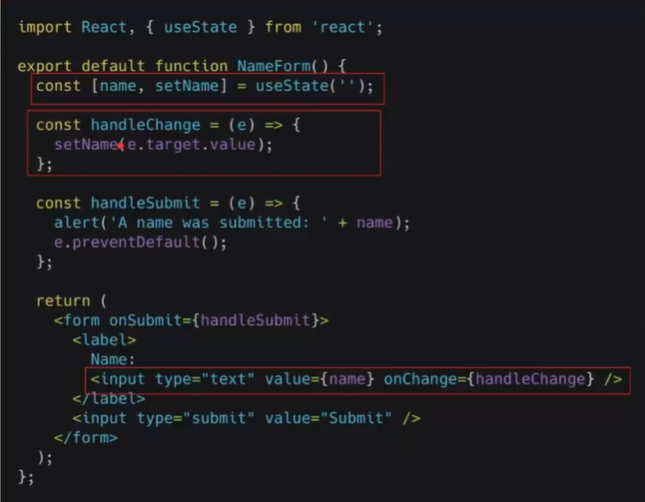 import React, { useState } from 'react';
export default function NameForm() {
const [name, setName] = useState('');
const handleChange = (e) => {
setName(e.target.value);
};
const handleSubmit = (e) => {
alert('A name was submitted: ' + name);
e.preventDefault();
};
return (
<form onSubmit={handleSubmit}>
<label>
Name:
<input type="text" value={name} onChange={handleChange} />
</label>
<input type="submit" value="Submit" />
</form>
);
};